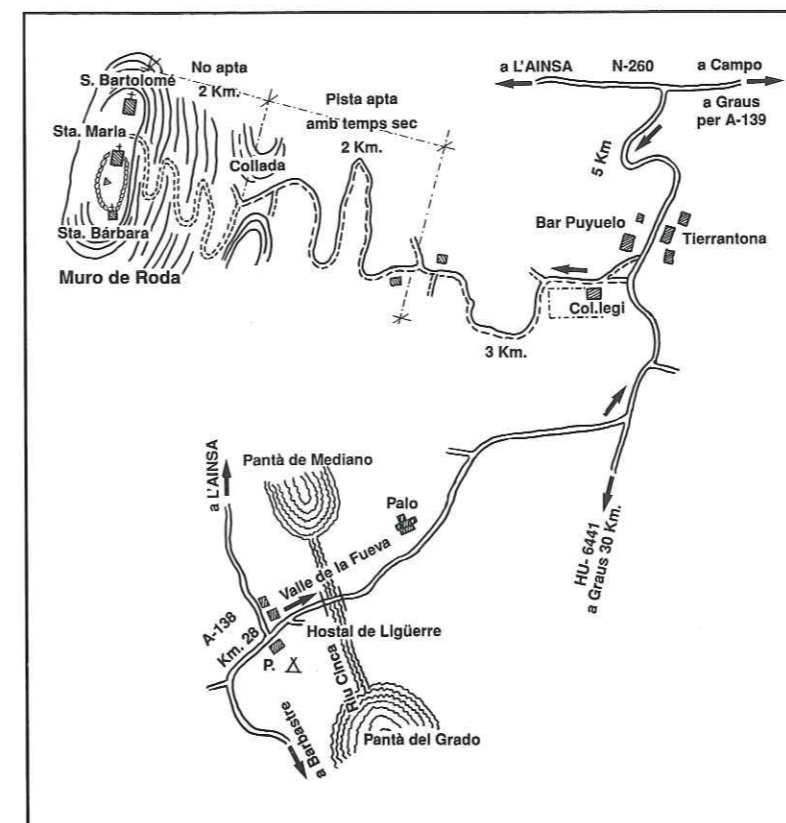 a L'AINSA
N-260
a Campo
a Graus
per A-139
5 Km
No apta
2 Km.
S. Bartolomé
Pista apta
amb temps sec
2 Km.
Sta. Maria
Collada
Sta. Bárbara
Muro de Roda
Bar Puyuelo
Tierrantona
Col.legi
3 Km.
a L'AINSA
Pantà de Mediano
Palo
Valle de la Fueva
HU- 6441
a Graus 30 Km.
A-138
Km. 28
Hostal de Ligüerre
P.
Riu Cinca
a Barbastre
Pantà del Grado